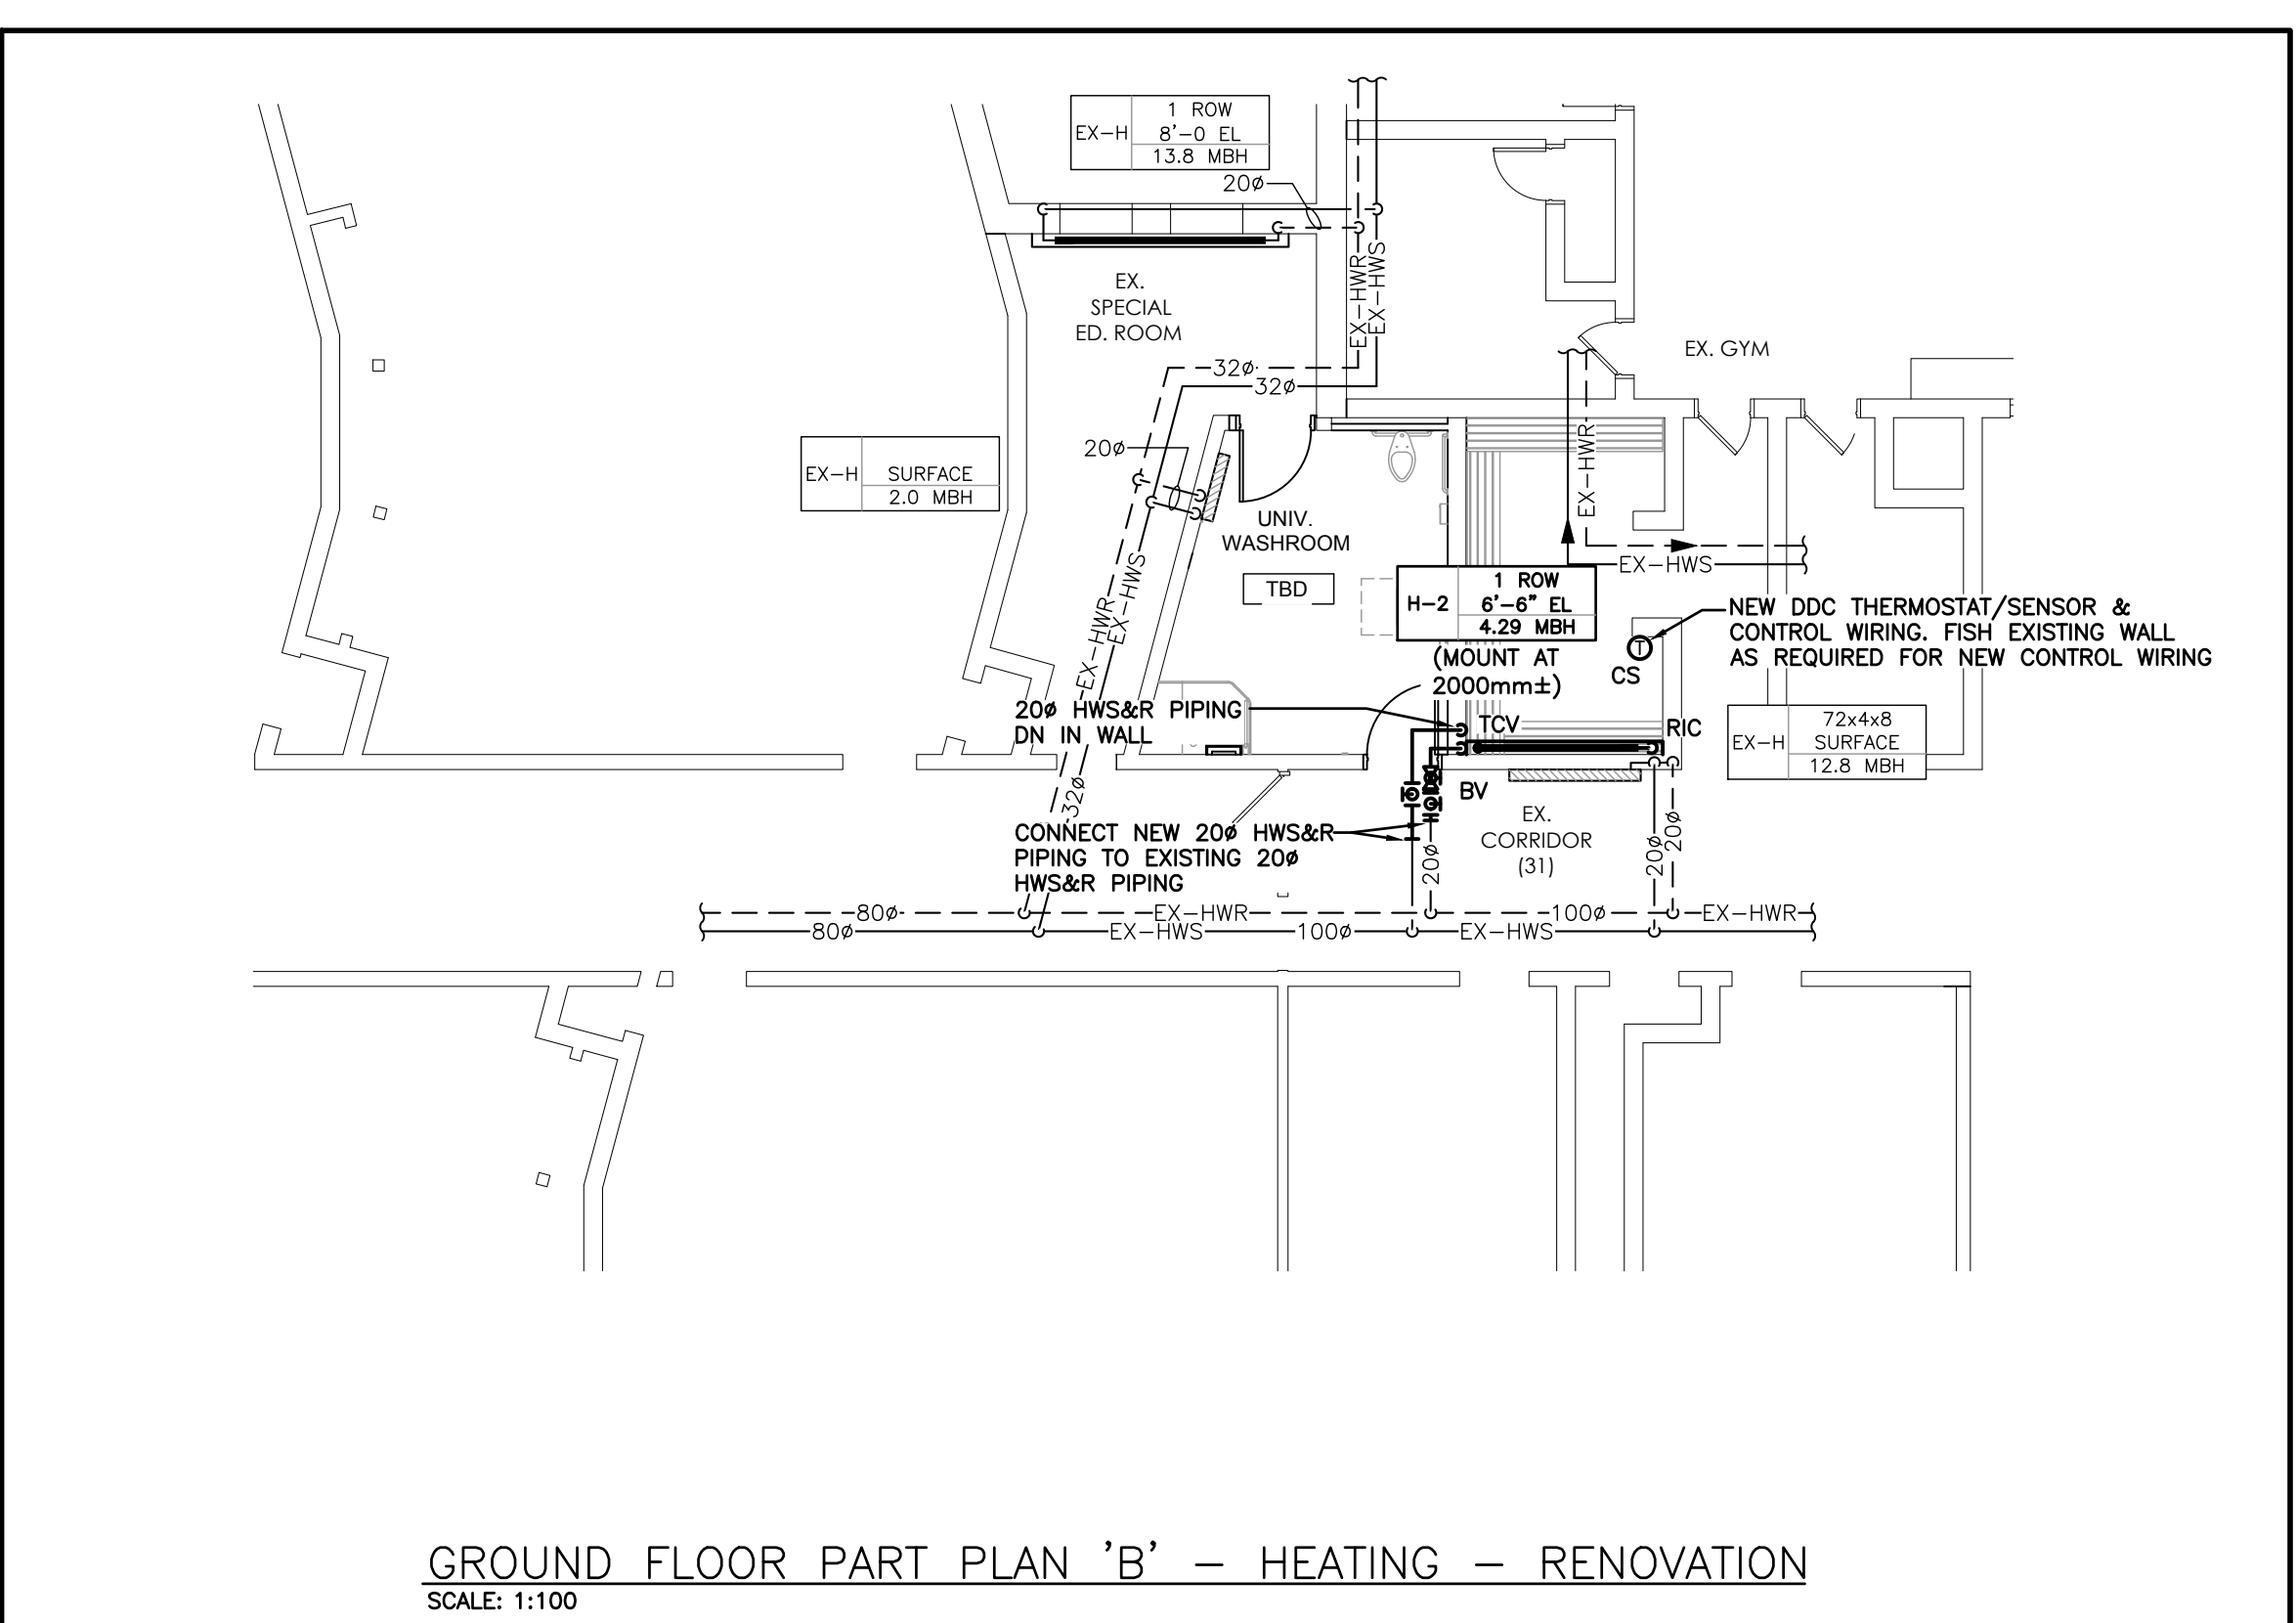 EX-H
1 ROW
8'-0 EL
13.8 MBH
20ø
EX-HWR
EX-HWS
EX.
SPECIAL
ED. ROOM
EX. GYM
32ø
32ø
20ø
EX-H
SURFACE
2.0 MBH
EX-HWR
UNIV.
WASHROOM
TBD
EX-HWS
EX-HWR
EX-HWS
H-2
1 ROW
6'-6" EL
4.29 MBH
(MOUNT AT
2000mm±)
NEW DDC THERMOSTAT/SENSOR &
CONTROL WIRING. FISH EXISTING WALL
AS REQUIRED FOR NEW CONTROL WIRING
T
CS
20ø HWS&R PIPING
DN IN WALL
TCV
RIC
EX-H
72x4x8
SURFACE
12.8 MBH
32ø
BV
EX.
CORRIDOR
(31)
CONNECT NEW 20ø HWS&R
PIPING TO EXISTING 20ø
HWS&R PIPING
20ø
20ø
20ø
80ø
EX-HWR
100ø
EX-HWR
80ø
EX-HWS
100ø
EX-HWS
GROUND FLOOR PART PLAN 'B' - HEATING - RENOVATION
SCALE: 1:100